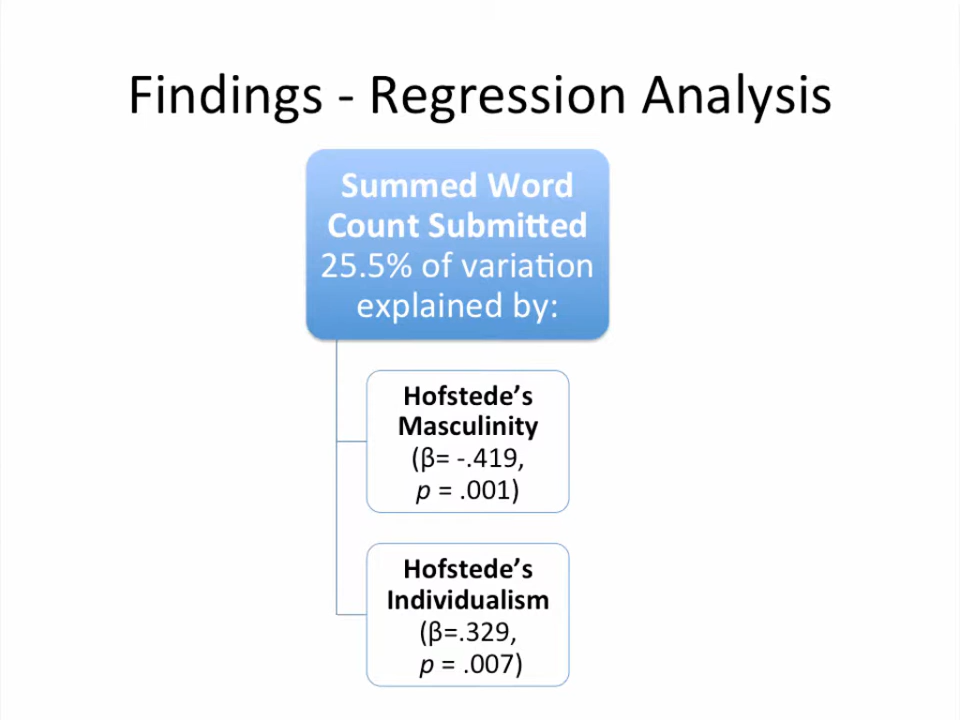 Findings - Regression Analysis
Summed Word
Count Submitted
25.5% of variation
explained by:
Hofstede’s
Masculinity
(β= -.419,
p = .001)
Hofstede’s
Individualism
(β=.329,
p = .007)